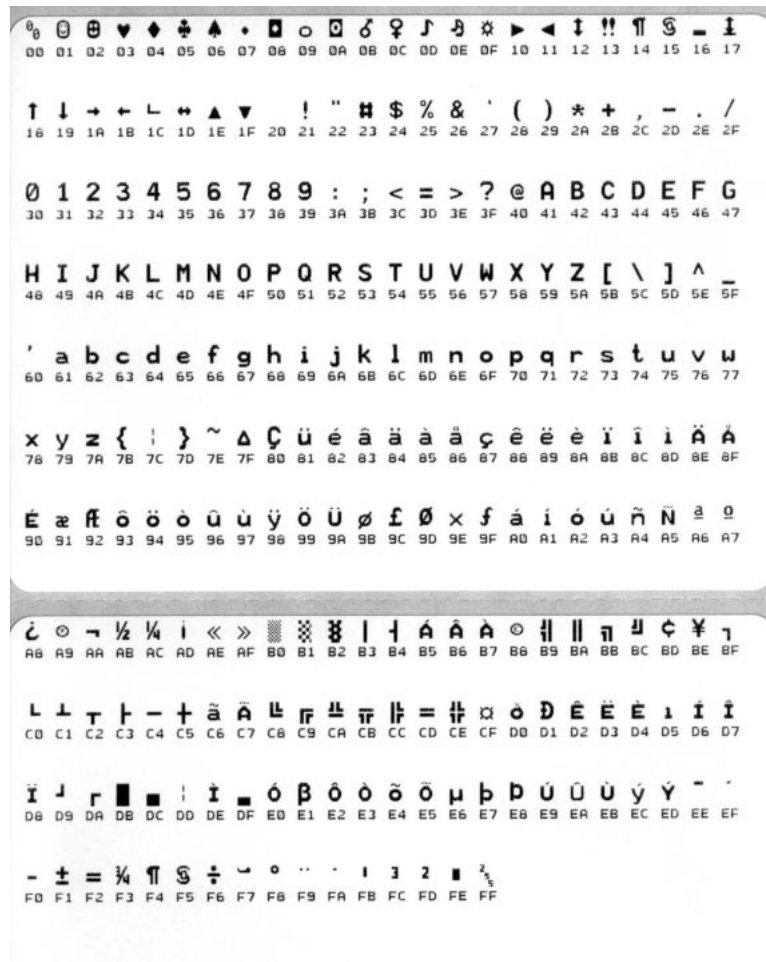 ⁰₀ ☺ ☻ ♥ ♦ ♣ ♠ • ◘ ○ ◙ ♂ ♀ ♪ ♫ ☼ ► ◄ ↕ ‼ ¶ § ▬ ↨
00 01 02 03 04 05 06 07 08 09 0A 0B 0C 0D 0E 0F 10 11 12 13 14 15 16 17
↑ ↓ → ← ∟ ↔ ▲ ▼ ! " # $ % & ' ( ) * + , - . /
18 19 1A 1B 1C 1D 1E 1F 20 21 22 23 24 25 26 27 28 29 2A 2B 2C 2D 2E 2F
0 1 2 3 4 5 6 7 8 9 : ; < = > ? @ A B C D E F G
30 31 32 33 34 35 36 37 38 39 3A 3B 3C 3D 3E 3F 40 41 42 43 44 45 46 47
H I J K L M N O P Q R S T U V W X Y Z [ \ ] ^ _
48 49 4A 4B 4C 4D 4E 4F 50 51 52 53 54 55 56 57 58 59 5A 5B 5C 5D 5E 5F
' a b c d e f g h i j k l m n o p q r s t u v w
60 61 62 63 64 65 66 67 68 69 6A 6B 6C 6D 6E 6F 70 71 72 73 74 75 76 77
x y z { ¦ } ~ ∆ Ç ü é â ä à å ç ê ë è ï î ì Ä Å
78 79 7A 7B 7C 7D 7E 7F 80 81 82 83 84 85 86 87 88 89 8A 8B 8C 8D 8E 8F
É æ Æ ô ö ò û ù ÿ Ö Ü ø £ Ø × ƒ á í ó ú ñ Ñ ª º
90 91 92 93 94 95 96 97 98 99 9A 9B 9C 9D 9E 9F A0 A1 A2 A3 A4 A5 A6 A7
¿ ® ¬ ½ ¼ ¡ « » ░ ▒ ▓ │ ┤ Á Â À © ╣ ║ ╗ ╝ ¢ ¥ ┐
A8 A9 AA AB AC AD AE AF B0 B1 B2 B3 B4 B5 B6 B7 B8 B9 BA BB BC BD BE BF
└ ┴ ┬ ├ ─ ┼ ã Ã ╚ ╔ ╩ ╦ ╠ ═ ╬ ¤ ð Ð Ê Ë È ı Í Î
C0 C1 C2 C3 C4 C5 C6 C7 C8 C9 CA CB CC CD CE CF D0 D1 D2 D3 D4 D5 D6 D7
Ï ┘ ┌ █ ▄ ¦ Ì ▬ Ó β Ô Ò õ Õ µ þ Þ Ú Û Ù ý Ý ¯ ´
D8 D9 DA DB DC DD DE DF E0 E1 E2 E3 E4 E5 E6 E7 E8 E9 EA EB EC ED EE EF
- ± = ¾ ¶ § ÷ ¸ ° ¨ · ı 3 2 ■ ²₅₅
F0 F1 F2 F3 F4 F5 F6 F7 F8 F9 FA FB FC FD FE FF